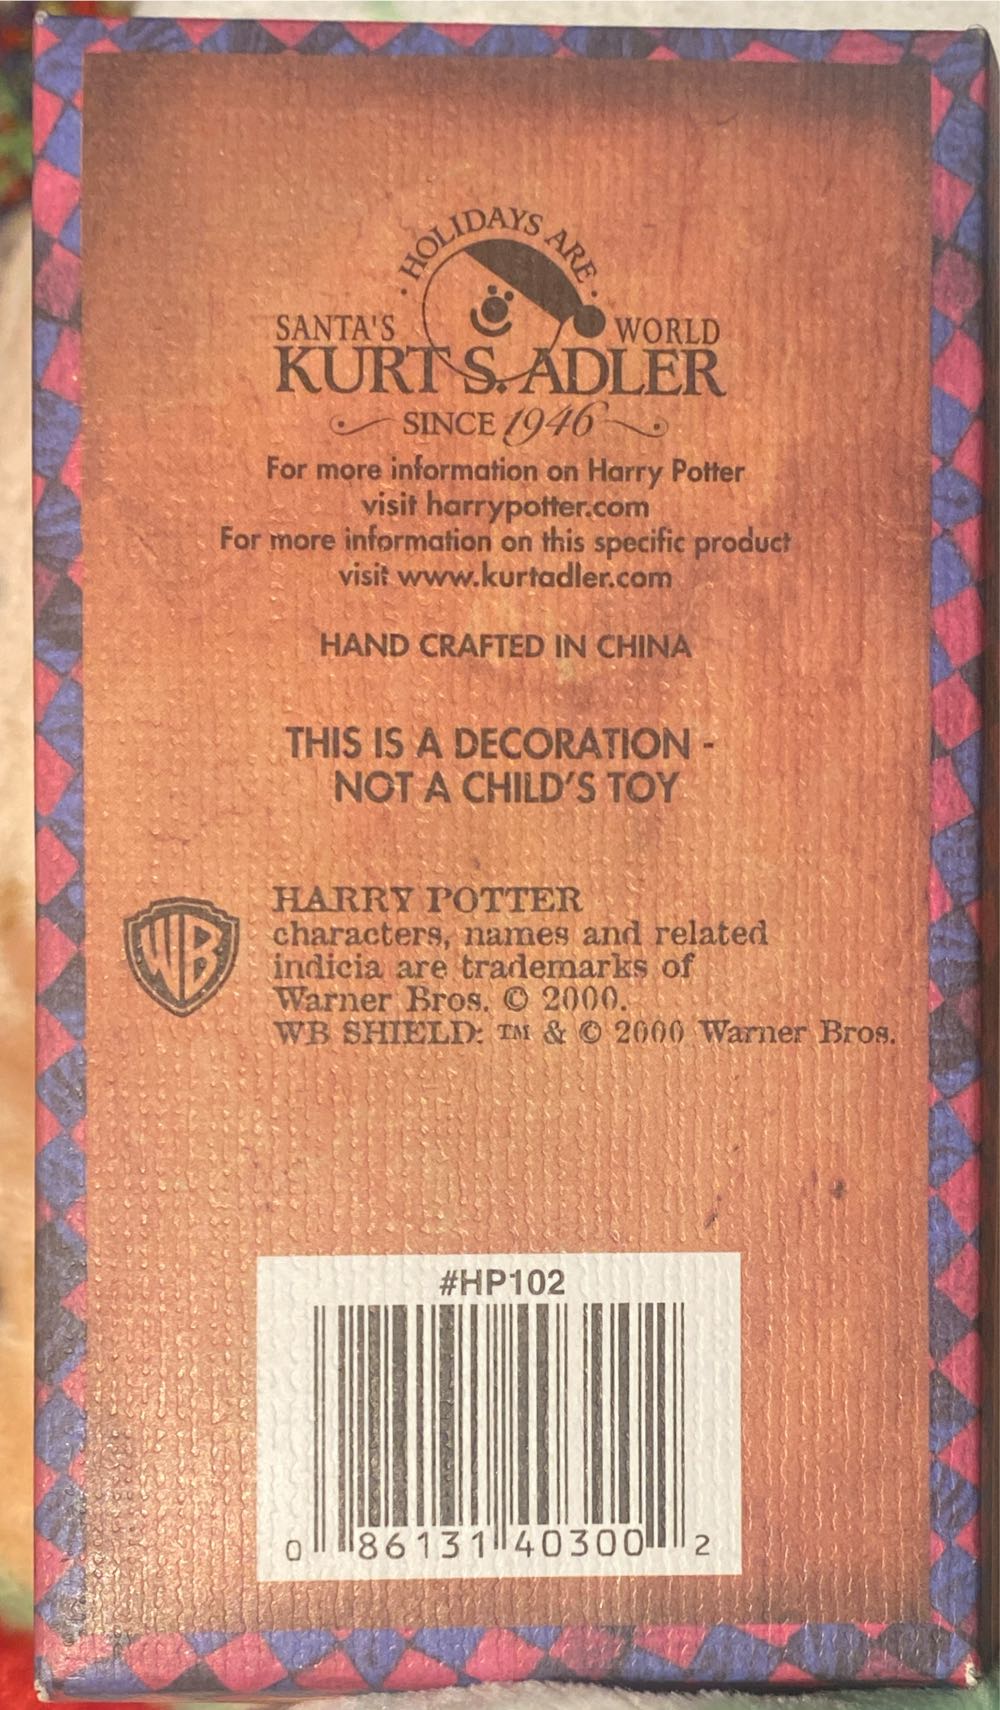 HOLIDAYS ARE
SANTA'S WORLD
KURT S. ADLER
SINCE 1946
For more information on Harry Potter
visit harrypotter.com
For more information on this specific product
visit www.kurtadler.com
HAND CRAFTED IN CHINA
THIS IS A DECORATION -
NOT A CHILD'S TOY
WB
HARRY POTTER
characters, names and related
indicia are trademarks of
Warner Bros. © 2000.
WB SHIELD: TM & © 2000 Warner Bros.
#HP102
0 86131 40300 2